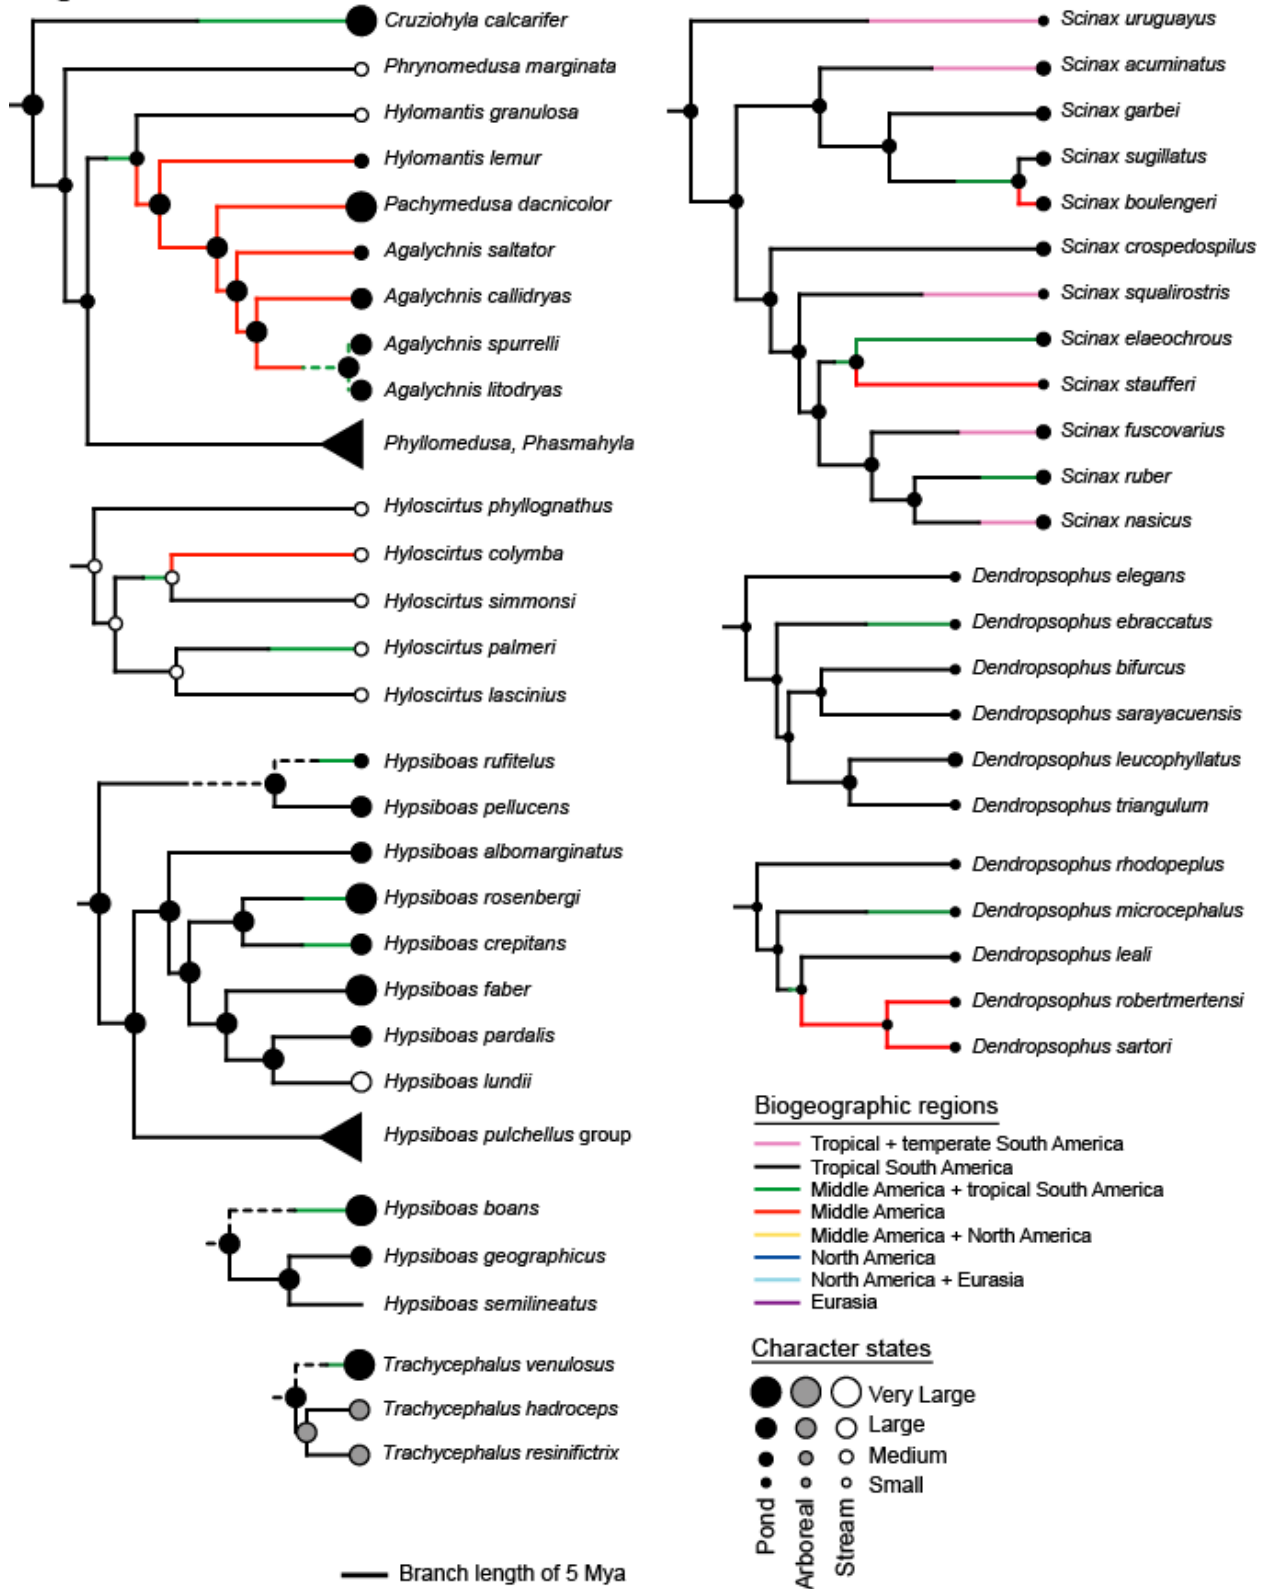 Cruziohyla calcarifer
Phrynomedusa marginata
Hylomantis granulosa
Hylomantis lemur
Pachymedusa dacnicolor
Agalychnis saltator
Agalychnis callidryas
Agalychnis spurrelli
Agalychnis litodryas
Phyllomedusa, Phasmahyla
Hyloscirtus phyllognathus
Hyloscirtus colymba
Hyloscirtus simmonsi
Hyloscirtus palmeri
Hyloscirtus lascinius
Hypsiboas rufitelus
Hypsiboas pellucens
Hypsiboas albomarginatus
Hypsiboas rosenbergi
Hypsiboas crepitans
Hypsiboas faber
Hypsiboas pardalis
Hypsiboas lundii
Hypsiboas pulchellus group
Hypsiboas boans
Hypsiboas geographicus
Hypsiboas semilineatus
Trachycephalus venulosus
Trachycephalus hadroceps
Trachycephalus resinifictrix
Branch length of 5 Mya
Scinax uruguayus
Scinax acuminatus
Scinax garbei
Scinax sugillatus
Scinax boulengeri
Scinax crospedospilus
Scinax squalirostris
Scinax elaeochrous
Scinax staufferi
Scinax fuscovarius
Scinax ruber
Scinax nasicus
Dendropsophus elegans
Dendropsophus ebraccatus
Dendropsophus bifurcus
Dendropsophus sarayacuensis
Dendropsophus leucophyllatus
Dendropsophus triangulum
Dendropsophus rhodopeplus
Dendropsophus microcephalus
Dendropsophus leali
Dendropsophus robertmertensi
Dendropsophus sartori
Biogeographic regions
Tropical + temperate South America
Tropical South America
Middle America + tropical South America
Middle America
Middle America + North America
North America
North America + Eurasia
Eurasia
Character states
Very Large
Large
Medium
Small
Pond
Arboreal
Stream